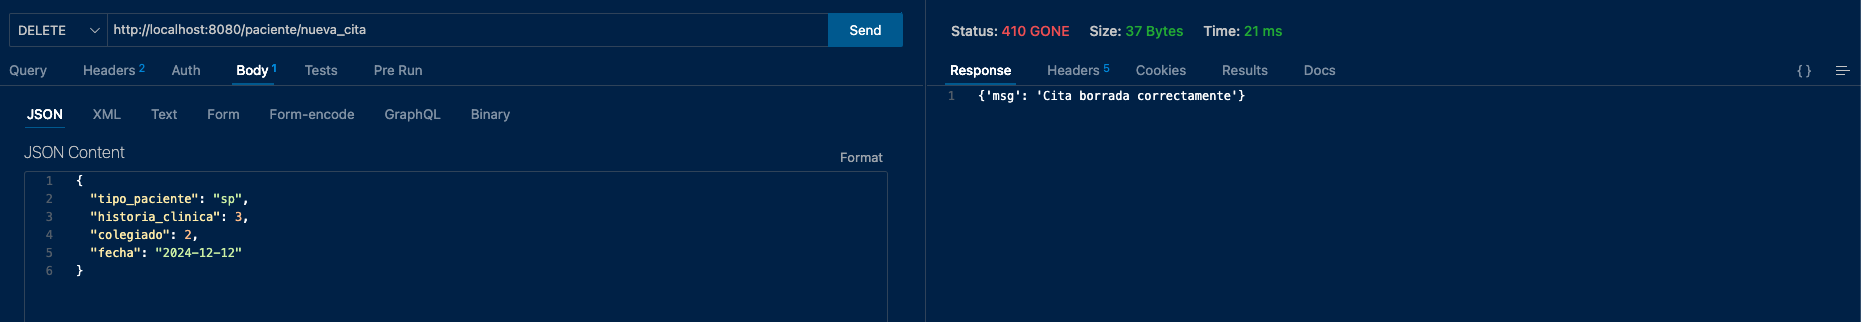 DELETE http://localhost:8080/paciente/nueva_cita Send
Query Headers 2 Auth Body 1 Tests Pre Run
JSON XML Text Form Form-encode GraphQL Binary
JSON Content
Format
1 {
2 "tipo_paciente": "sp",
3 "historia_clinica": 3,
4 "colegiado": 2,
5 "fecha": "2024-12-12"
6 }
Status: 410 GONE Size: 37 Bytes Time: 21 ms
Response Headers 5 Cookies Results Docs { }
1 {'msg': 'Cita borrada correctamente'}